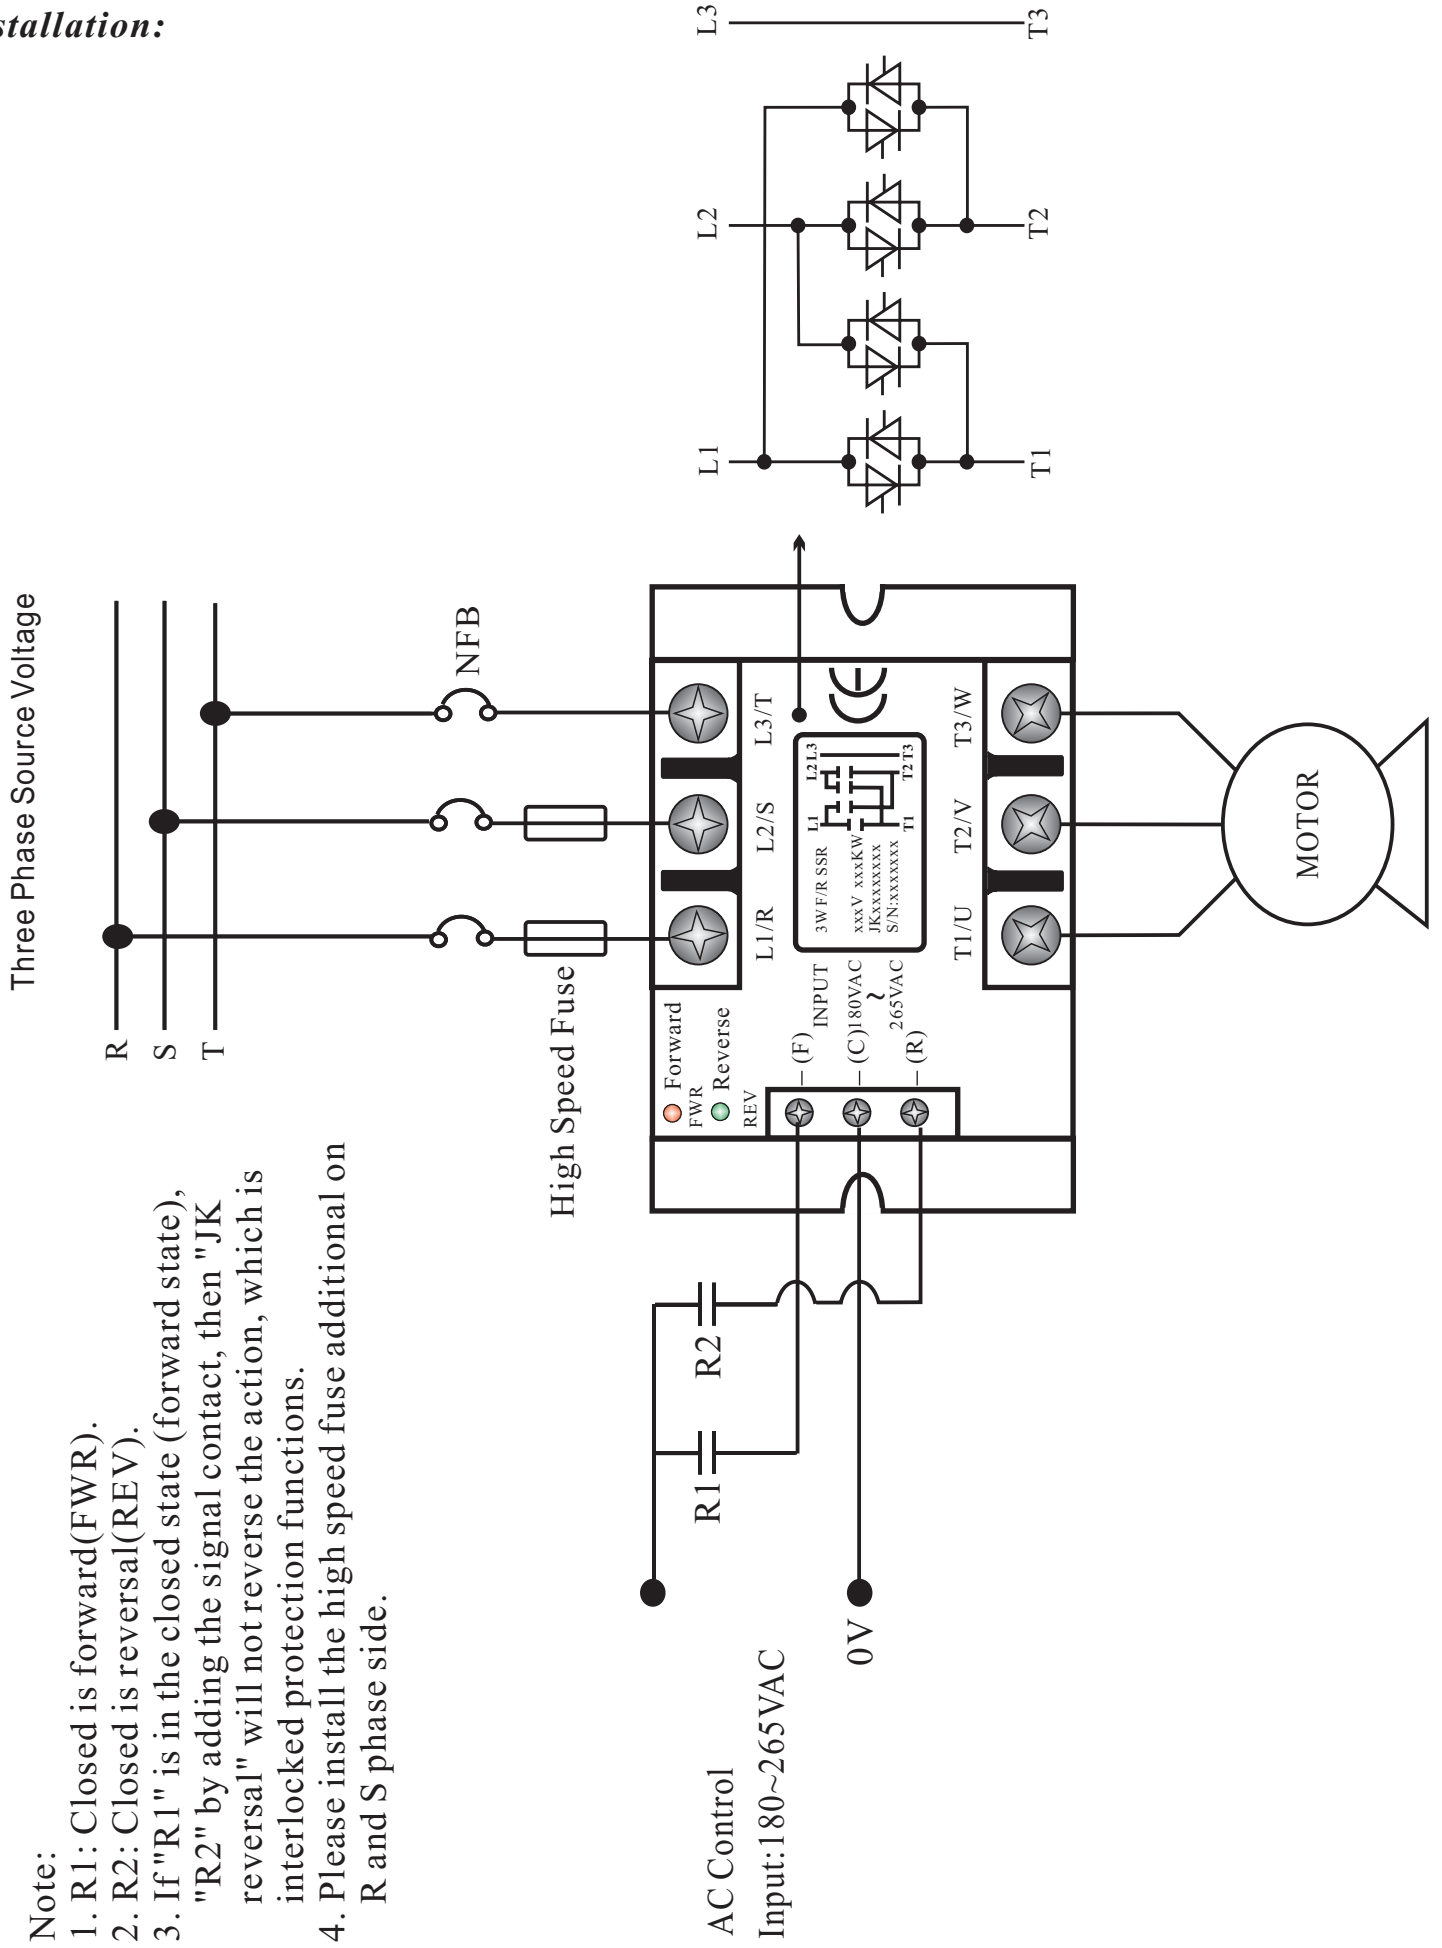 stallation:
Note:
1. R1: Closed is forward(FWR).
2. R2: Closed is reversal(REV).
3. If "R1" is in the closed state (forward state),
"R2" by adding the signal contact, then "JK
reversal" will not reverse the action, which is
interlocked protection functions.
4. Please install the high speed fuse additional on
R and S phase side.
Three Phase Source Voltage
R
S
T
NFB
High Speed Fuse
Forward
FWR
Reverse
REV
L1/R
L2/S
L3/T
(F)
(C)
(R)
INPUT
180VAC
~
265VAC
3W F/R SSR
xxxV xxxKW
JKxxxxxxxx
S/N:xxxxxxx
L1
L2 L3
T1
T2 T3
CE
T1/U
T2/V
T3/W
MOTOR
R1
R2
AC Control
Input:180~265VAC
0V
L1
L2
L3
T1
T2
T3